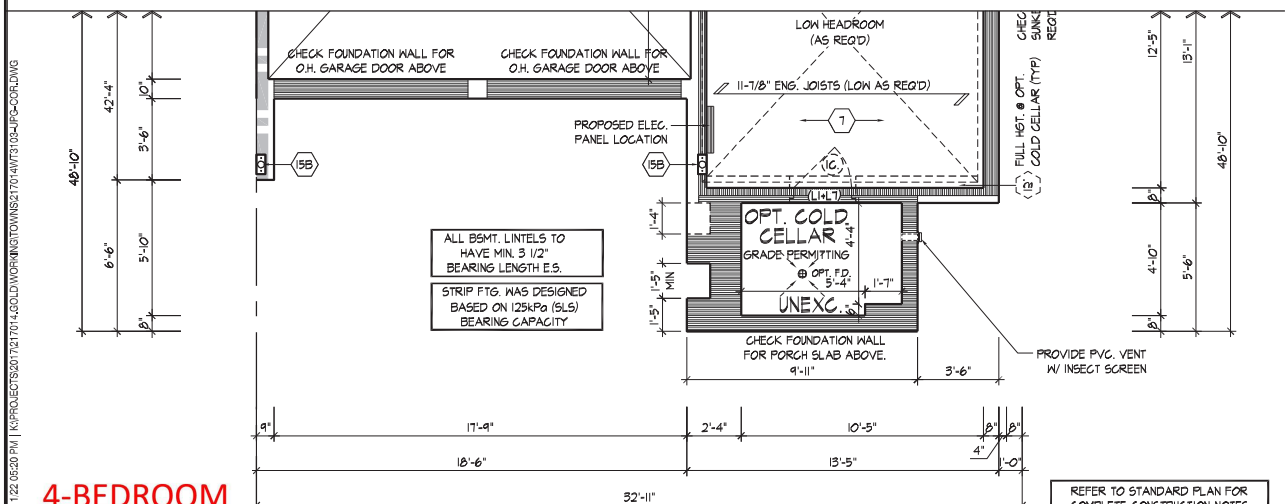 LOW HEADROOM
(AS REQ'D)
CHECK FOUNDATION WALL FOR
O.H. GARAGE DOOR ABOVE
CHECK FOUNDATION WALL FOR
O.H. GARAGE DOOR ABOVE
11-7/8" ENG. JOISTS (LOW AS REQ'D)
7
PROPOSED ELEC.
PANEL LOCATION
15B
15B
1C
(L1+L7)
48'-10"
42'-4"
10"
3'-6"
6'-6"
5'-10"
8"
12'-5"
13'-1"
48'-10"
8"
4'-10"
5'-6"
8"
FULL HGT. @ OPT.
COLD CELLAR (TYP)
OPT. COLD
CELLAR
GRADE PERMITTING
OPT. F.D.
UNEXC.
4'-4"
5'-4"
1'-7"
1'-4"
1'-5"
MIN
1'-5"
ALL BSMT. LINTELS TO
HAVE MIN. 3 1/2"
BEARING LENGTH E.S.
STRIP FTG. WAS DESIGNED
BASED ON 125kPa (SLS)
BEARING CAPACITY
CHECK FOUNDATION WALL
FOR PORCH SLAB ABOVE.
PROVIDE PVC. VENT
W/ INSECT SCREEN
9'-11"
3'-6"
9"
17'-9"
2'-4"
10'-5"
8"
8"
4"
18'-6"
13'-5"
1'-0"
32'-11"
4-BEDROOM
REFER TO STANDARD PLAN FOR
COMPLETE CONSTRUCTION NOTES